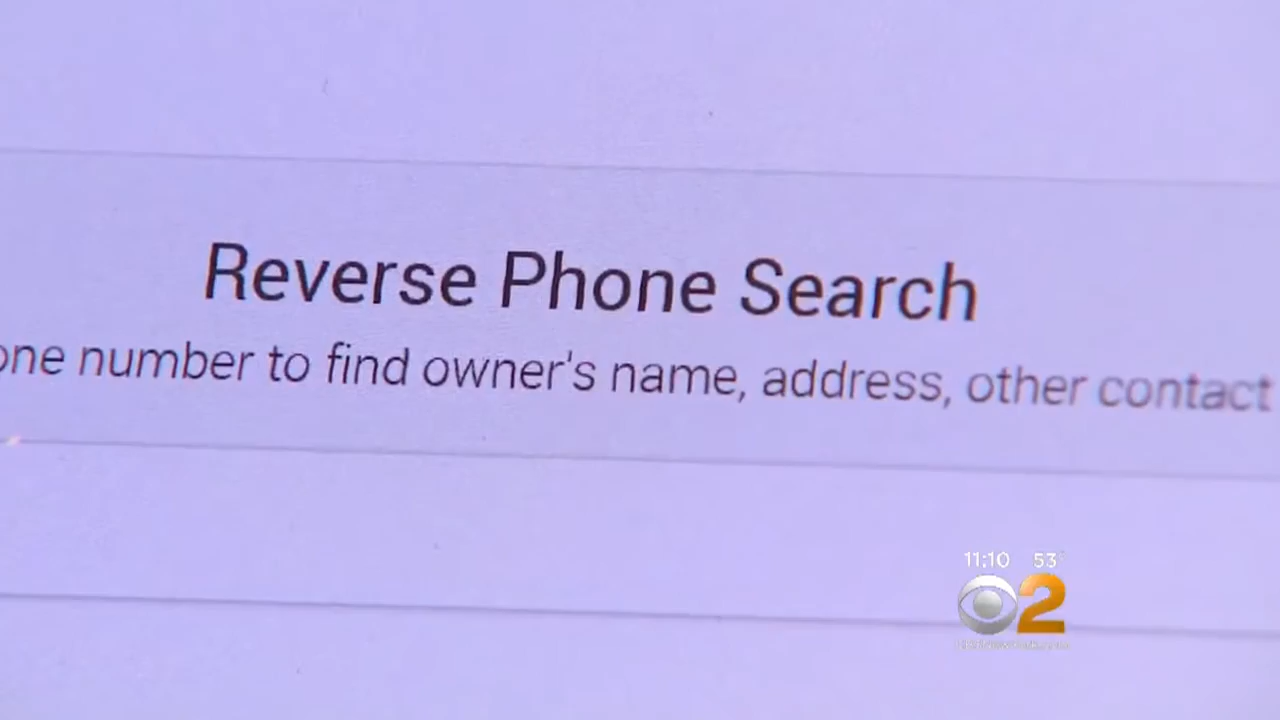 Reverse Phone Search
one number to find owner's name, address, other contact
11:10 53°
2